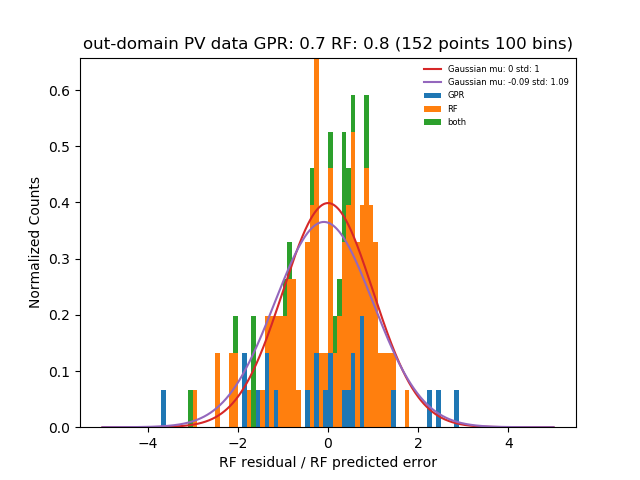 out-domain PV data GPR: 0.7 RF: 0.8 (152 points 100 bins)
Gaussian mu: 0 std: 1
Gaussian mu: -0.09 std: 1.09
GPR
RF
both
Normalized Counts
0.6
0.5
0.4
0.3
0.2
0.1
0.0
−4 −2 0 2 4
RF residual / RF predicted error